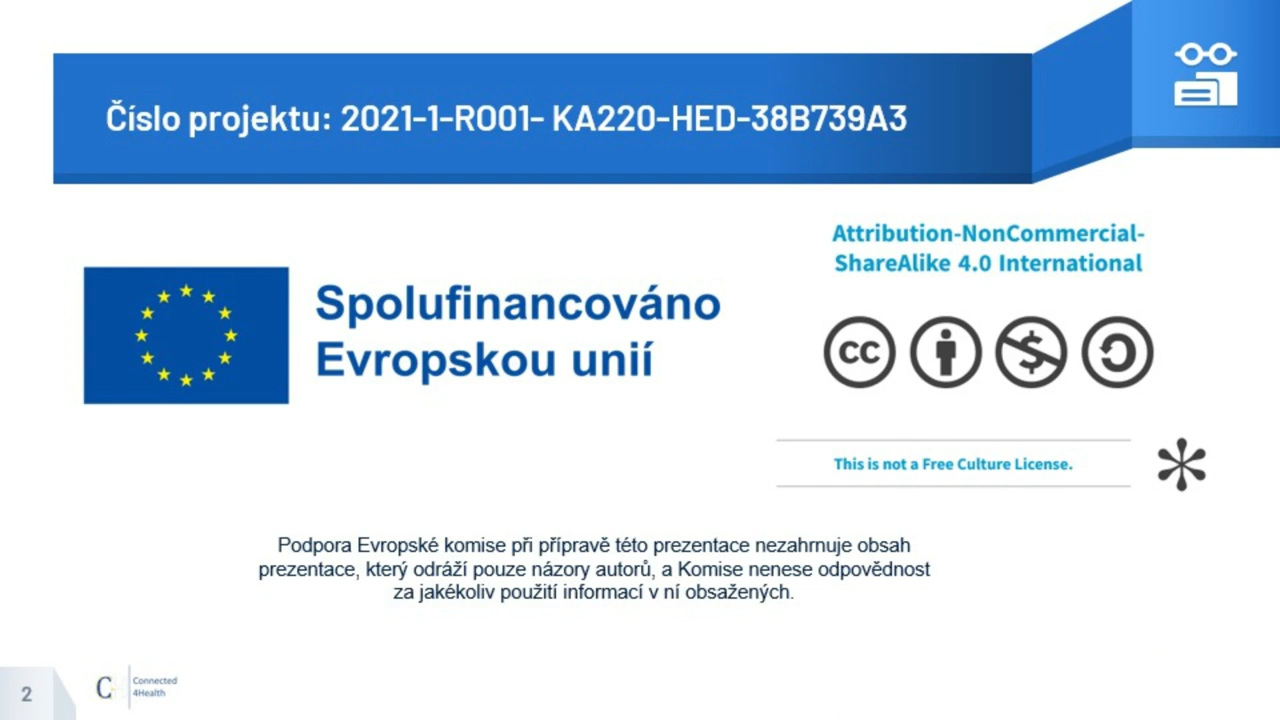 Číslo projektu: 2021-1-RO01- KA220-HED-38B739A3
Spolufinancováno
Evropskou unií
Attribution-NonCommercial-
ShareAlike 4.0 International
cc
This is not a Free Culture License.
Podpora Evropské komise při přípravě této prezentace nezahrnuje obsah
prezentace, který odráží pouze názory autorů, a Komise nenese odpovědnost
za jakékoliv použití informací v ní obsažených.
2
Connected
4Health